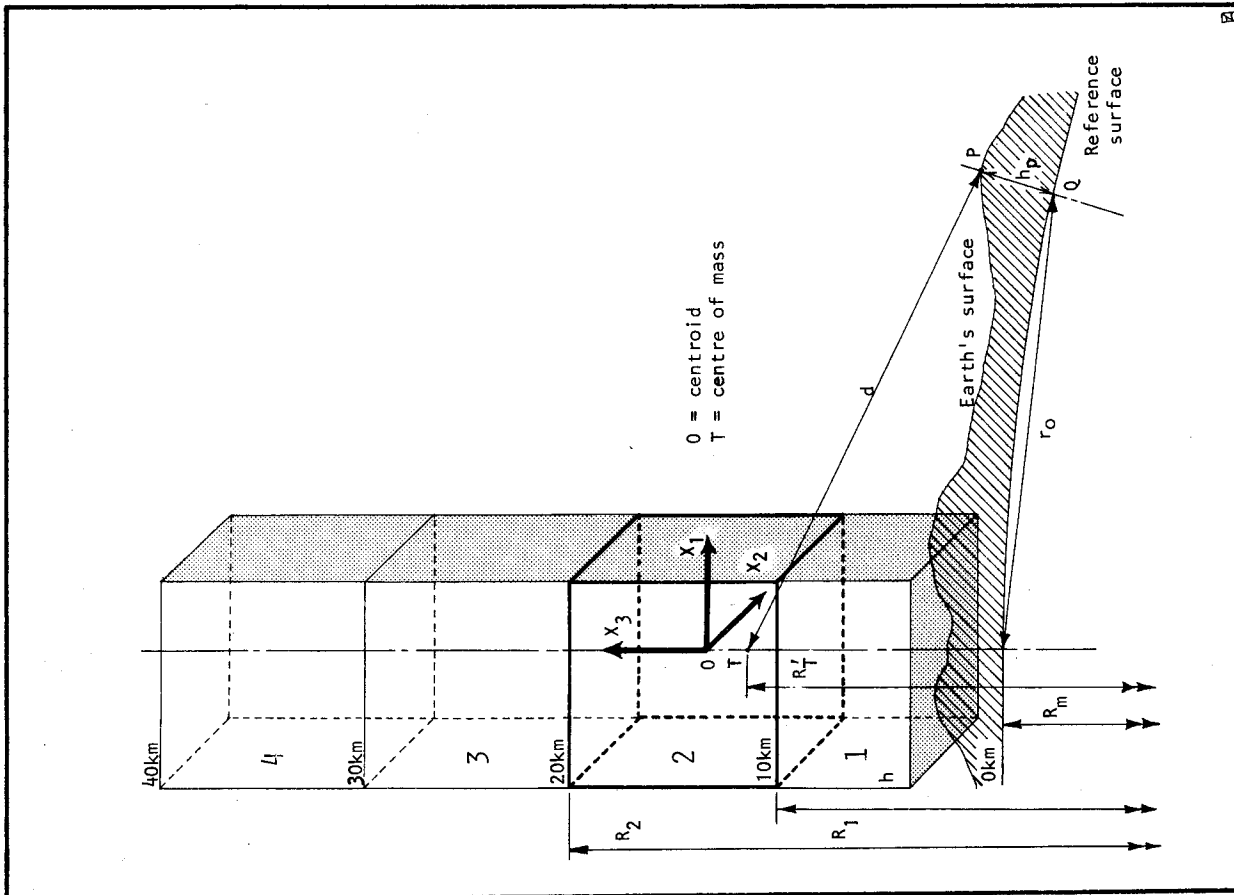 40km
4
30km
3
20km
2
10km
1
h
0km
X3
X1
X2
O
T
R'T
R2
R1
Rm
O = centroid
T = centre of mass
d
Earth's surface
P
hp
Q
ro
Reference
surface